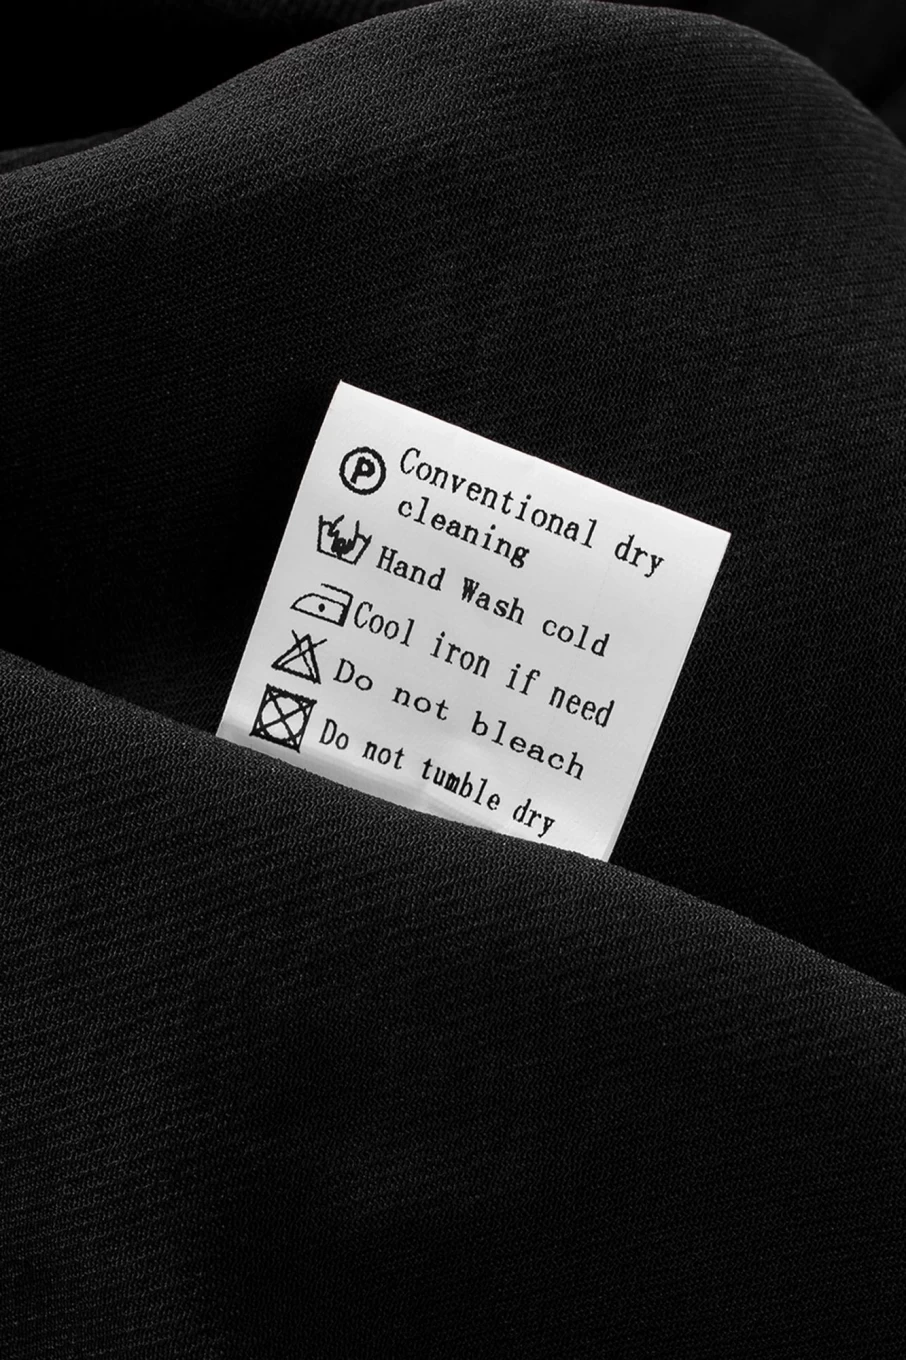 P Conventional dry
cleaning
Hand Wash cold
Cool iron if need
Do not bleach
Do not tumble dry